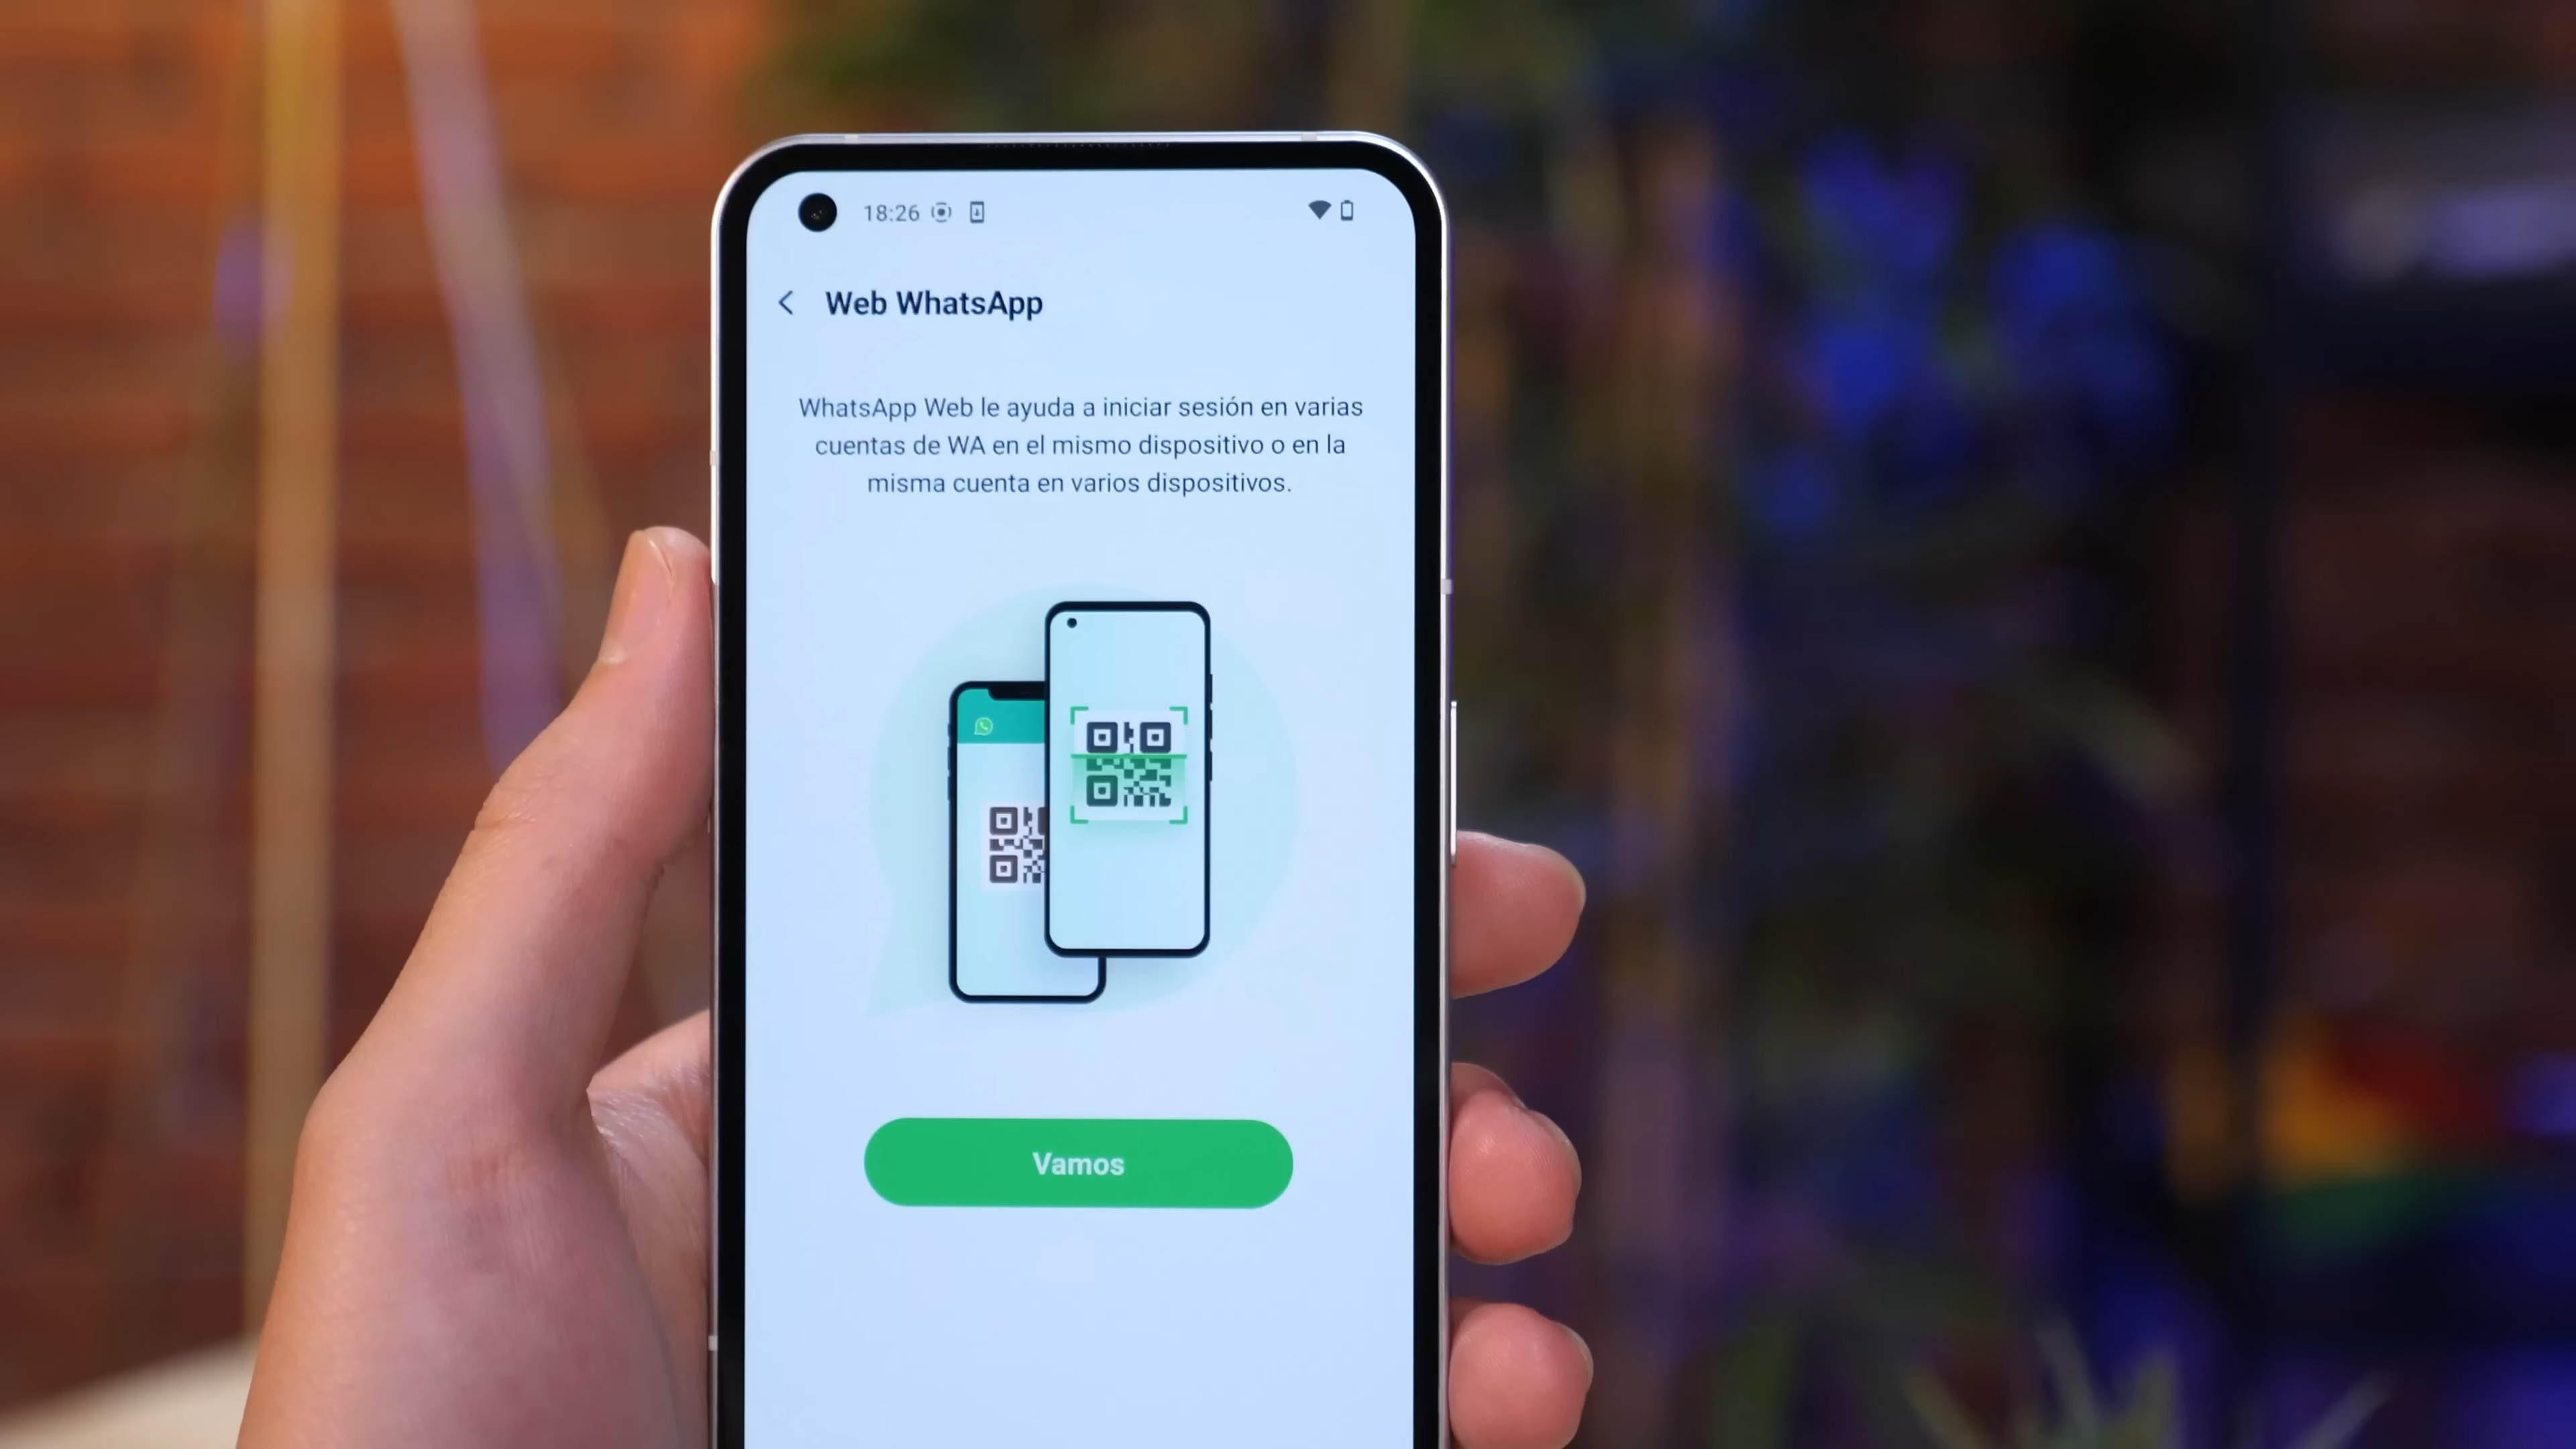 18:26
Web WhatsApp
WhatsApp Web le ayuda a iniciar sesión en varias
cuentas de WA en el mismo dispositivo o en la
misma cuenta en varios dispositivos.
Vamos